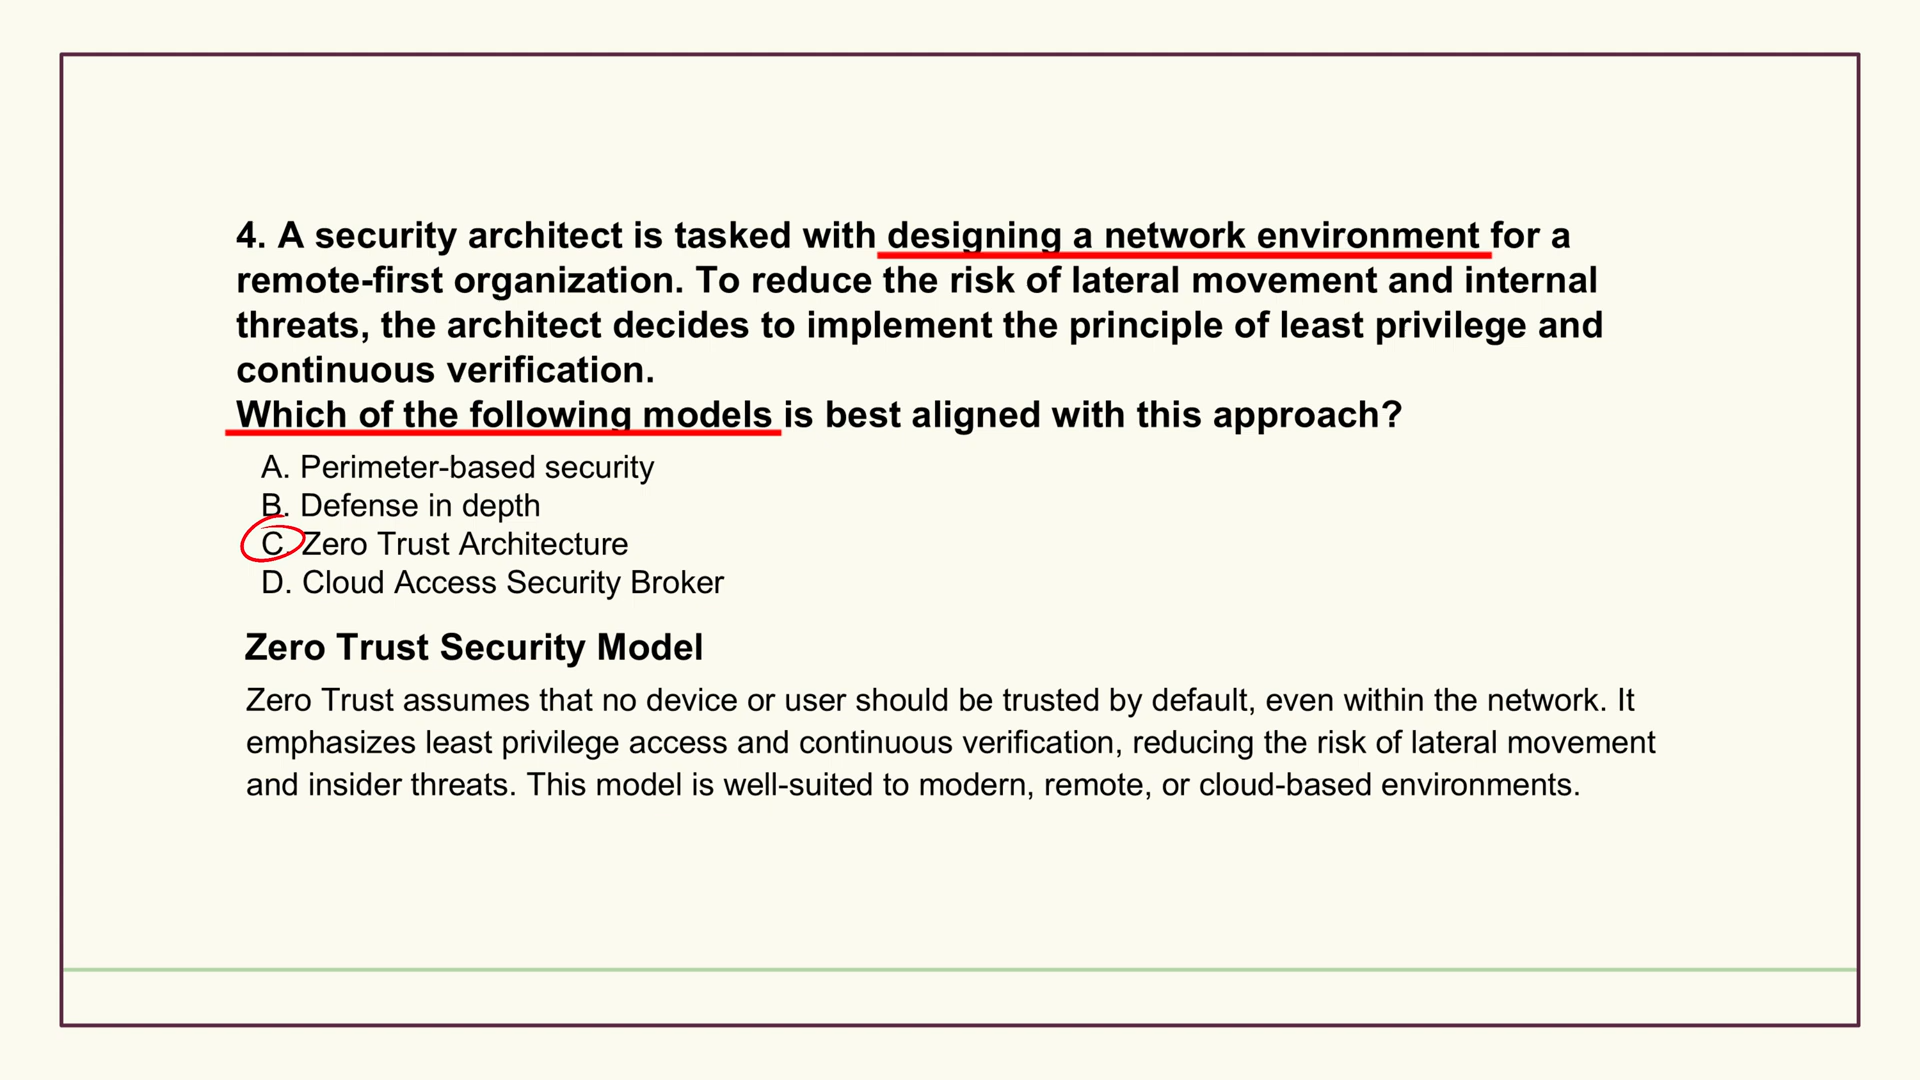 4. A security architect is tasked with designing a network environment for a
remote-first organization. To reduce the risk of lateral movement and internal
threats, the architect decides to implement the principle of least privilege and
continuous verification.
Which of the following models is best aligned with this approach?
A. Perimeter-based security
B. Defense in depth
C. Zero Trust Architecture
D. Cloud Access Security Broker
Zero Trust Security Model
Zero Trust assumes that no device or user should be trusted by default, even within the network. It
emphasizes least privilege access and continuous verification, reducing the risk of lateral movement
and insider threats. This model is well-suited to modern, remote, or cloud-based environments.